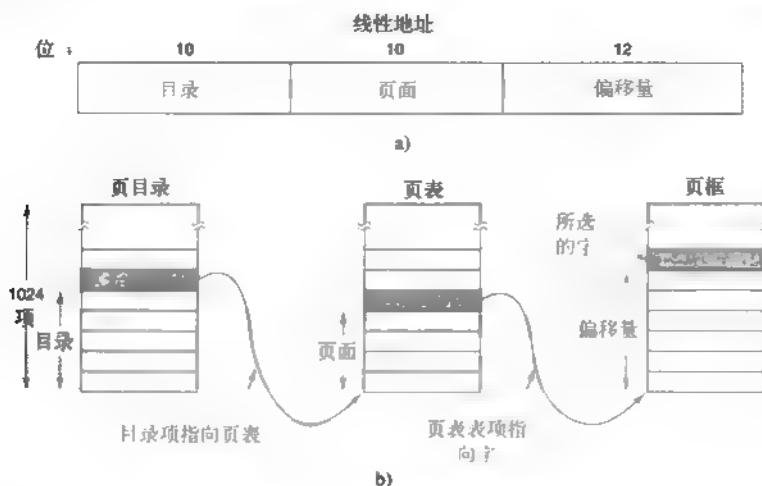 线性地址
位 10 10 12
目录 页面 偏移量
a)
页目录 页表 页框
1024
项
目录
页面
所选
的字
偏移量
目录项指向页表
页表表项指
向字
b)